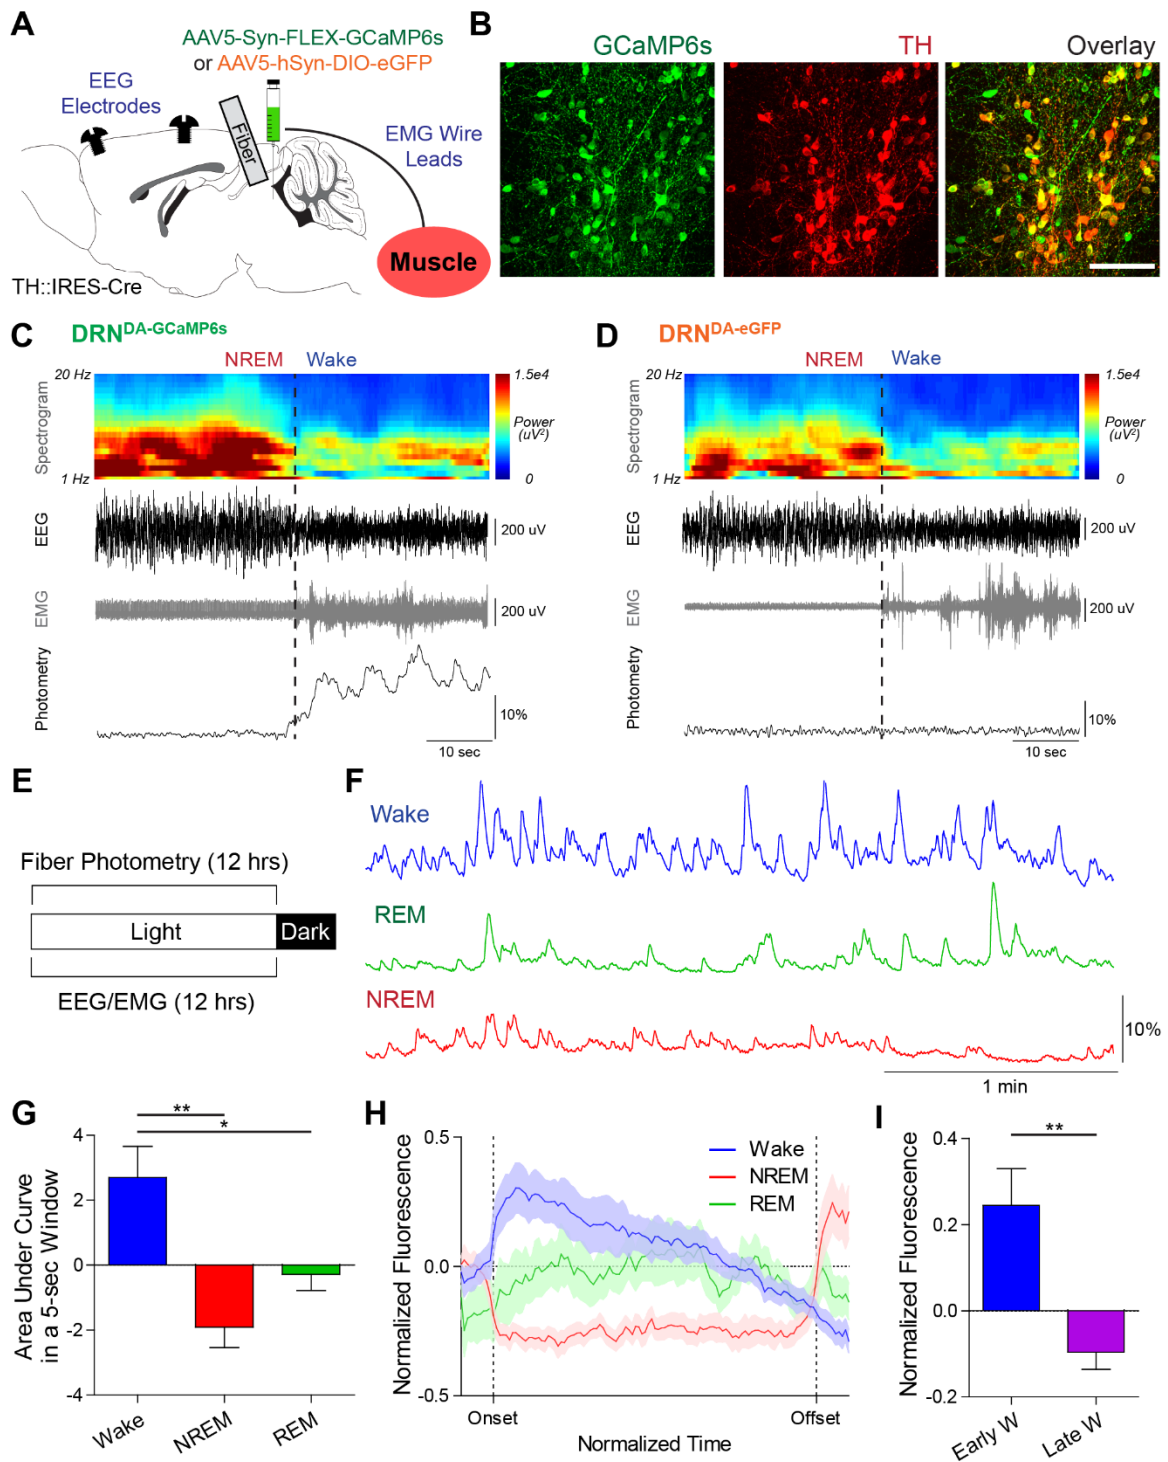 A
AAV5-Syn-FLEX-GCaMP6s
or AAV5-hSyn-DIO-eGFP
EEG
Electrodes
Fiber
EMG Wire
Leads
Muscle
TH::IRES-Cre
B
GCaMP6s
TH
Overlay
C
DRNDA-GCaMP6s
NREM
Wake
20 Hz
Spectrogram
1 Hz
1.5e4
Power
(uV²)
0
EEG
200 uV
EMG
200 uV
Photometry
10%
10 sec
D
DRNDA-eGFP
NREM
Wake
20 Hz
Spectrogram
1 Hz
1.5e4
Power
(uV²)
0
EEG
200 uV
EMG
200 uV
Photometry
10%
10 sec
E
Fiber Photometry (12 hrs)
Light
Dark
EEG/EMG (12 hrs)
F
Wake
REM
NREM
10%
1 min
G
**
*
Area Under Curve
in a 5-sec Window
4
2
0
-2
-4
Wake
NREM
REM
H
Normalized Fluorescence
0.5
0.0
-0.5
Wake
NREM
REM
Onset
Offset
Normalized Time
I
**
Normalized Fluorescence
0.4
0.2
0.0
-0.2
Early W
Late W